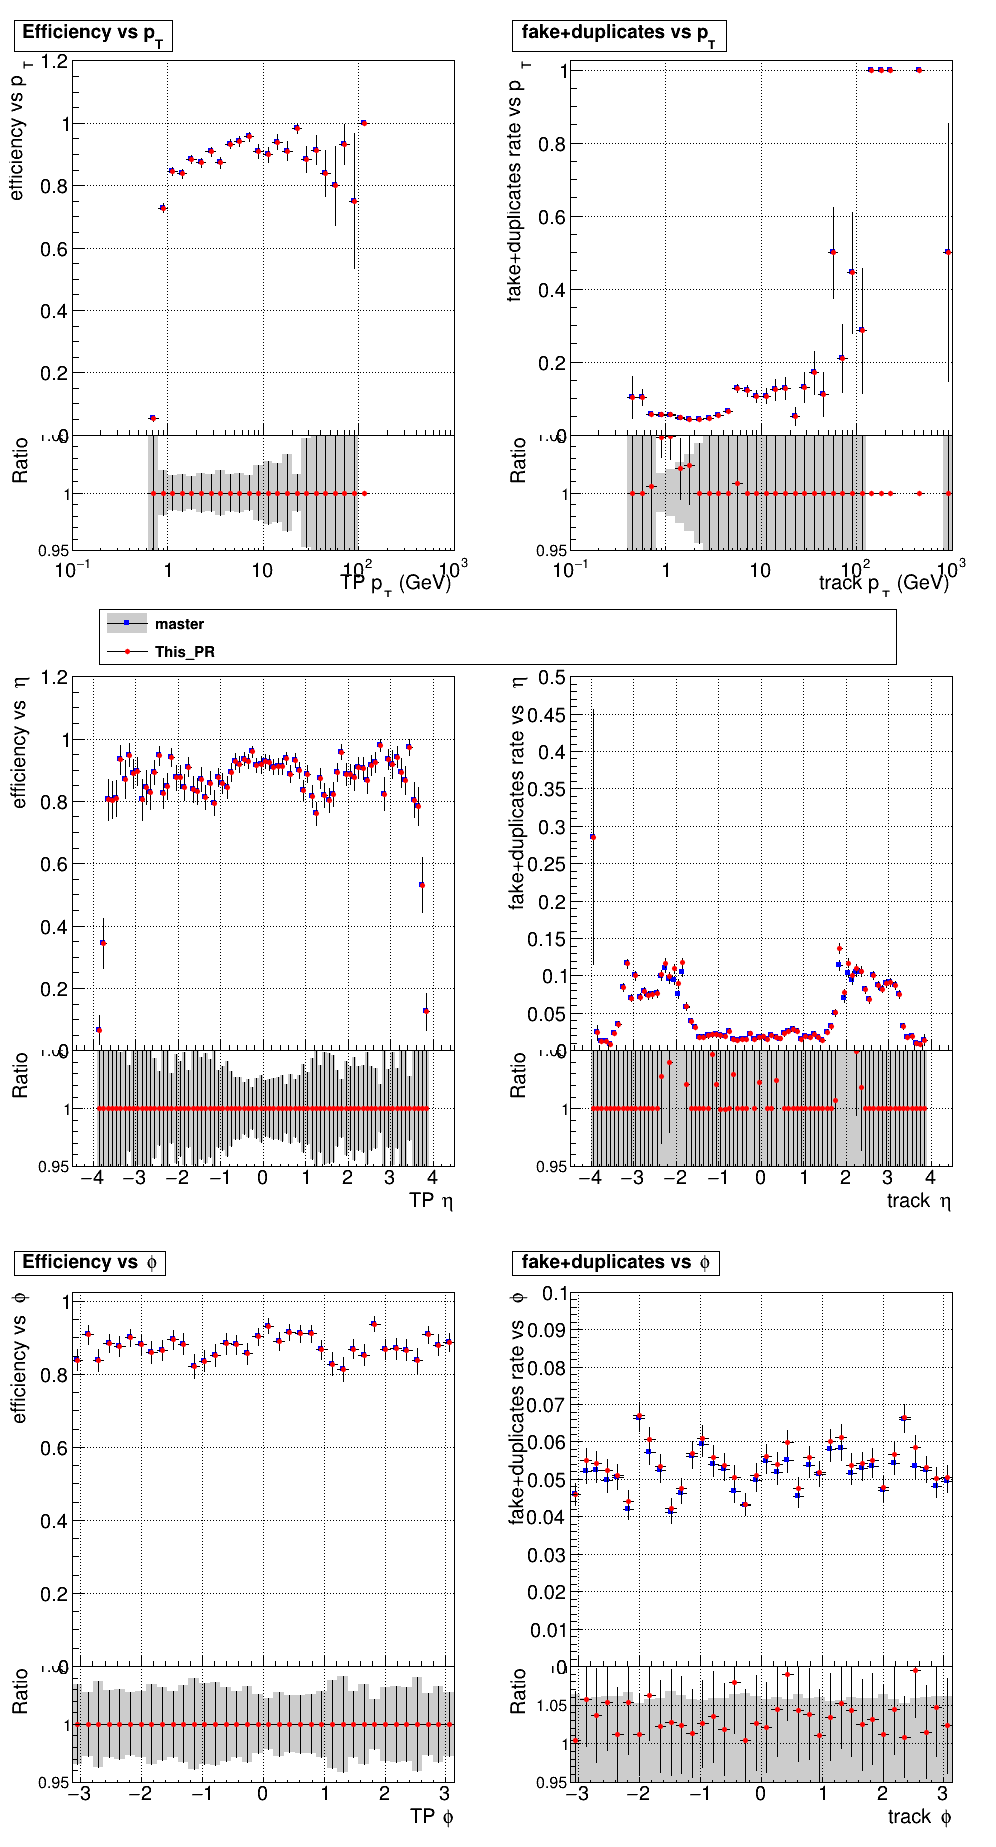 Efficiency vs p_T
fake+duplicates vs p_T
efficiency vs p_T
1.2
1
0.8
0.6
0.4
0.2
0
Ratio
1
0.95
10^-1 1 10 10^2 10^3
TP p_T (GeV)
fake+duplicates rate vs p_T
1
0.8
0.6
0.4
0.2
0
Ratio
1
0.95
10^-1 1 10 10^2 10^3
track p_T (GeV)
master
This_PR
efficiency vs η
1.2
1
0.8
0.6
0.4
0.2
0
Ratio
1
0.95
−4 −3 −2 −1 0 1 2 3 4
TP η
fake+duplicates rate vs η
0.5
0.45
0.4
0.35
0.3
0.25
0.2
0.15
0.1
0.05
0
Ratio
1
0.95
−4 −3 −2 −1 0 1 2 3 4
track η
Efficiency vs ϕ
fake+duplicates vs ϕ
efficiency vs ϕ
1
0.8
0.6
0.4
0.2
0
Ratio
1
0.95
−3 −2 −1 0 1 2 3
TP ϕ
fake+duplicates rate vs ϕ
0.1
0.09
0.08
0.07
0.06
0.05
0.04
0.03
0.02
0.01
0
Ratio
1.05
1
0.95
−3 −2 −1 0 1 2 3
track ϕ